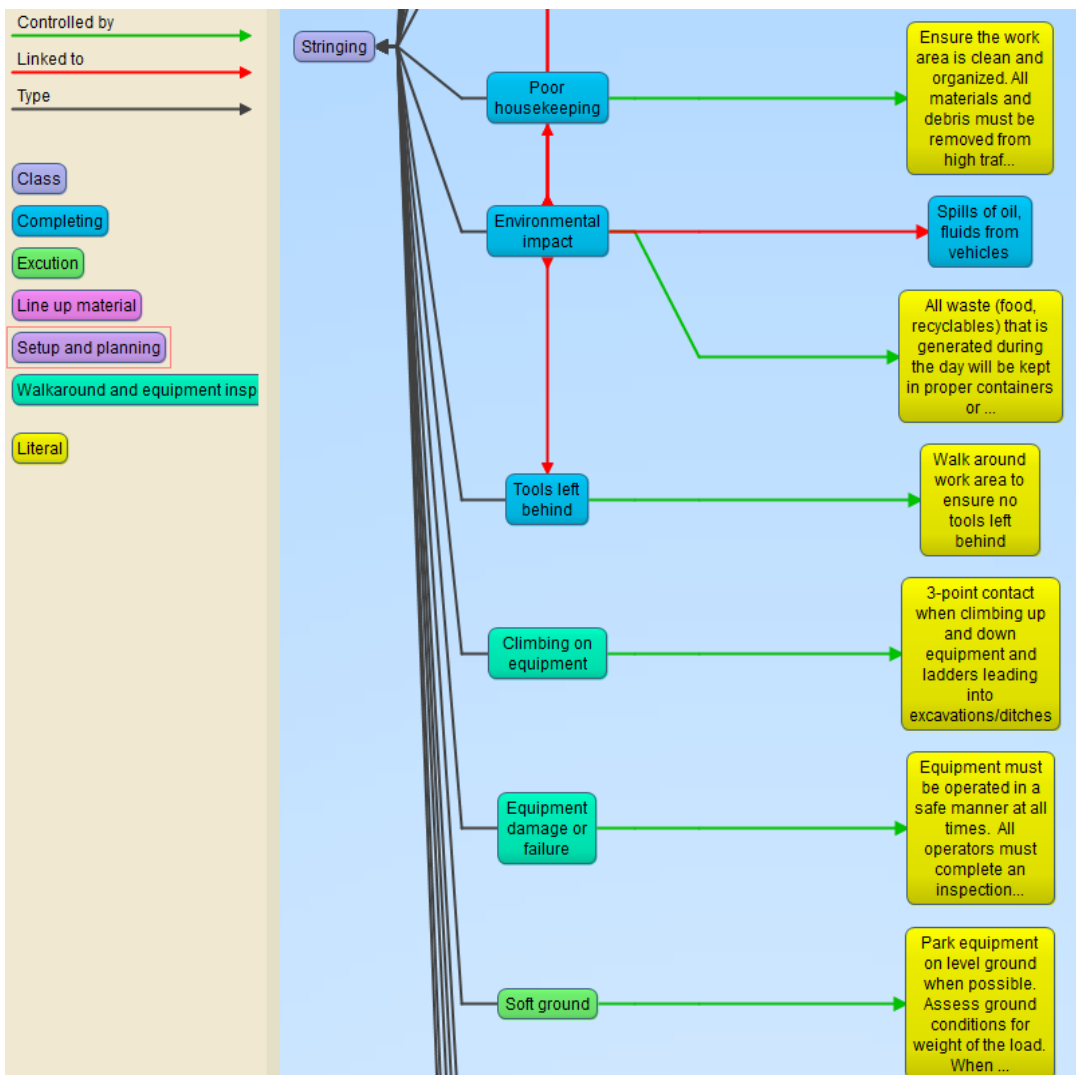 Controlled by
Linked to
Type
Class
Completing
Excution
Line up material
Setup and planning
Walkaround and equipment insp
Literal
Stringing
Poor
housekeeping
Ensure the work
area is clean and
organized. All
materials and
debris must be
removed from
high traf...
Environmental
impact
Spills of oil,
fluids from
vehicles
All waste (food,
recyclables) that is
generated during
the day will be kept
in proper containers
or ...
Tools left
behind
Walk around
work area to
ensure no
tools left
behind
Climbing on
equipment
3-point contact
when climbing up
and down
equipment and
ladders leading
into
excavations/ditches
Equipment
damage or
failure
Equipment must
be operated in a
safe manner at all
times. All
operators must
complete an
inspection...
Soft ground
Park equipment
on level ground
when possible.
Assess ground
conditions for
weight of the load.
When ...